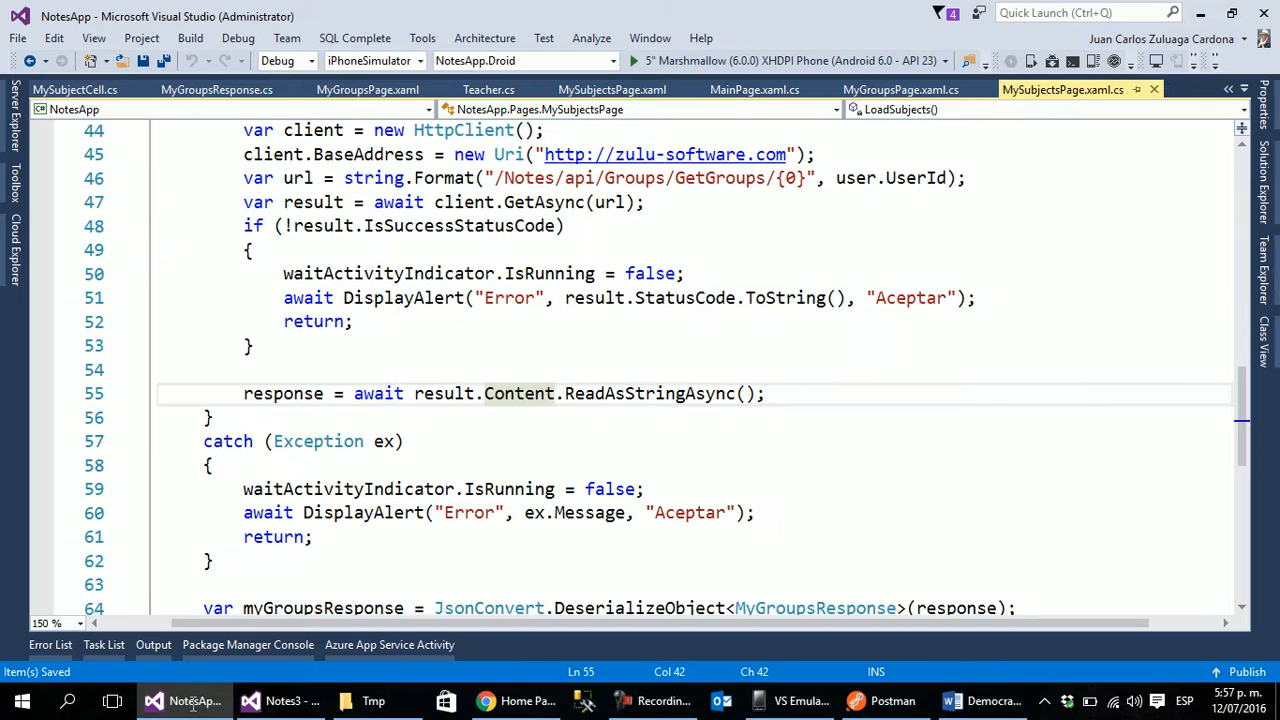 NotesApp - Microsoft Visual Studio (Administrator)
4
Quick Launch (Ctrl+Q)
File Edit View Project Build Debug Team SQL Complete Tools Architecture Test Analyze Window Help
Juan Carlos Zuluaga Cardona
Debug iPhoneSimulator NotesApp.Droid 5" Marshmallow (6.0.0) XHDPI Phone (Android 6.0 - API 23)
MySubjectCell.cs MyGroupsResponse.cs MyGroupsPage.xaml Teacher.cs MySubjectsPage.xaml MainPage.xaml.cs MyGroupsPage.xaml.cs MySubjectsPage.xaml.cs
NotesApp NotesApp.Pages.MySubjectsPage LoadSubjects()
Server Explorer
Toolbox
Cloud Explorer
44 var client = new HttpClient();
45 client.BaseAddress = new Uri("http://zulu-software.com");
46 var url = string.Format("/Notes/api/Groups/GetGroups/{0}", user.UserId);
47 var result = await client.GetAsync(url);
48 if (!result.IsSuccessStatusCode)
49 {
50 waitActivityIndicator.IsRunning = false;
51 await DisplayAlert("Error", result.StatusCode.ToString(), "Aceptar");
52 return;
53 }
54
55 response = await result.Content.ReadAsStringAsync();
56 }
57 catch (Exception ex)
58 {
59 waitActivityIndicator.IsRunning = false;
60 await DisplayAlert("Error", ex.Message, "Aceptar");
61 return;
62 }
63
64 var myGroupsResponse = JsonConvert.DeserializeObject<MyGroupsResponse>(response);
Properties
Solution Explorer
Team Explorer
Class View
150 %
Error List Task List Output Package Manager Console Azure App Service Activity
Item(s) Saved Ln 55 Col 42 Ch 42 INS Publish
NotesAp... Notes3 - ... Tmp Home Pa... Recordin... VS Emula... Postman Democra... ESP 5:57 p. m.
12/07/2016